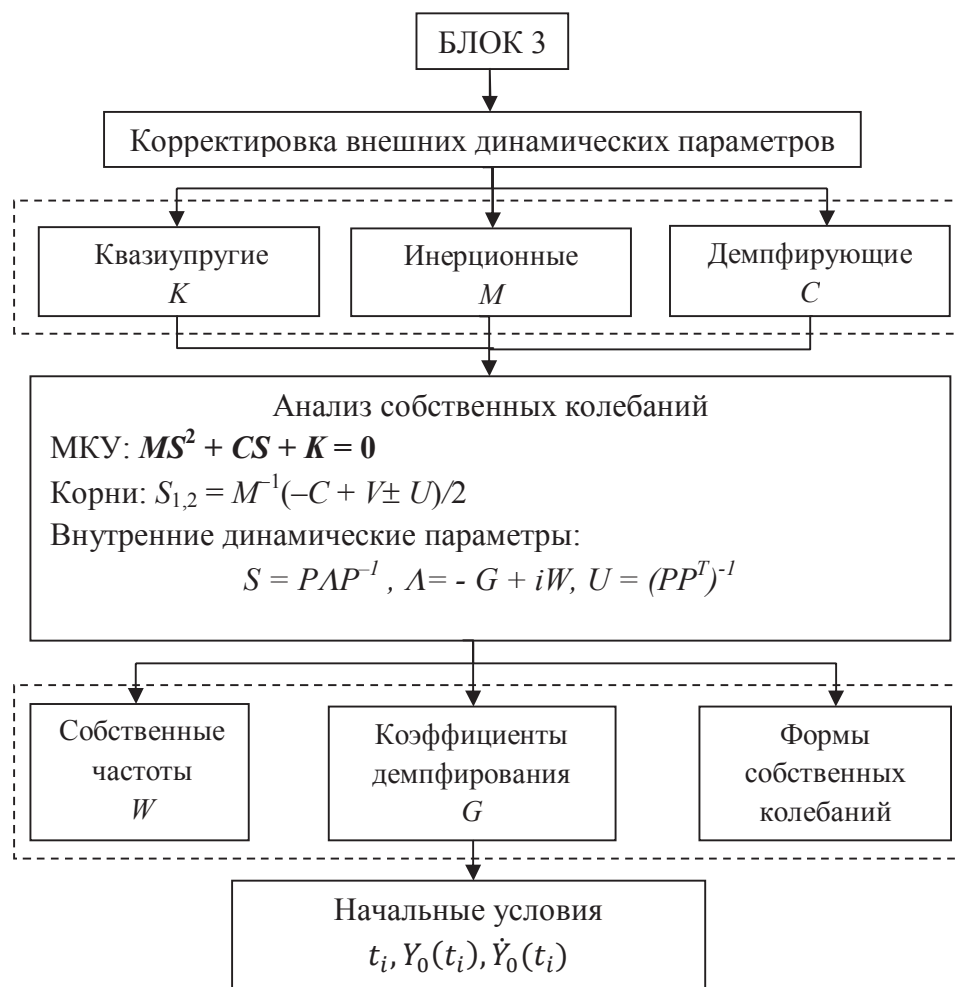 БЛОК 3
Корректировка внешних динамических параметров
Квазиупругие
K
Инерционные
M
Демпфирующие
C
Анализ собственных колебаний
МКУ: MS² + CS + K = 0
Корни: S₁,₂ = M⁻¹(–C + V± U)/2
Внутренние динамические параметры:
S = PΛP⁻¹ , Λ= - G + iW, U = (PPᵀ)⁻¹
Собственные
частоты
W
Коэффициенты
демпфирования
G
Формы
собственных
колебаний
Начальные условия
tᵢ, Y₀(tᵢ), Ẏ₀(tᵢ)